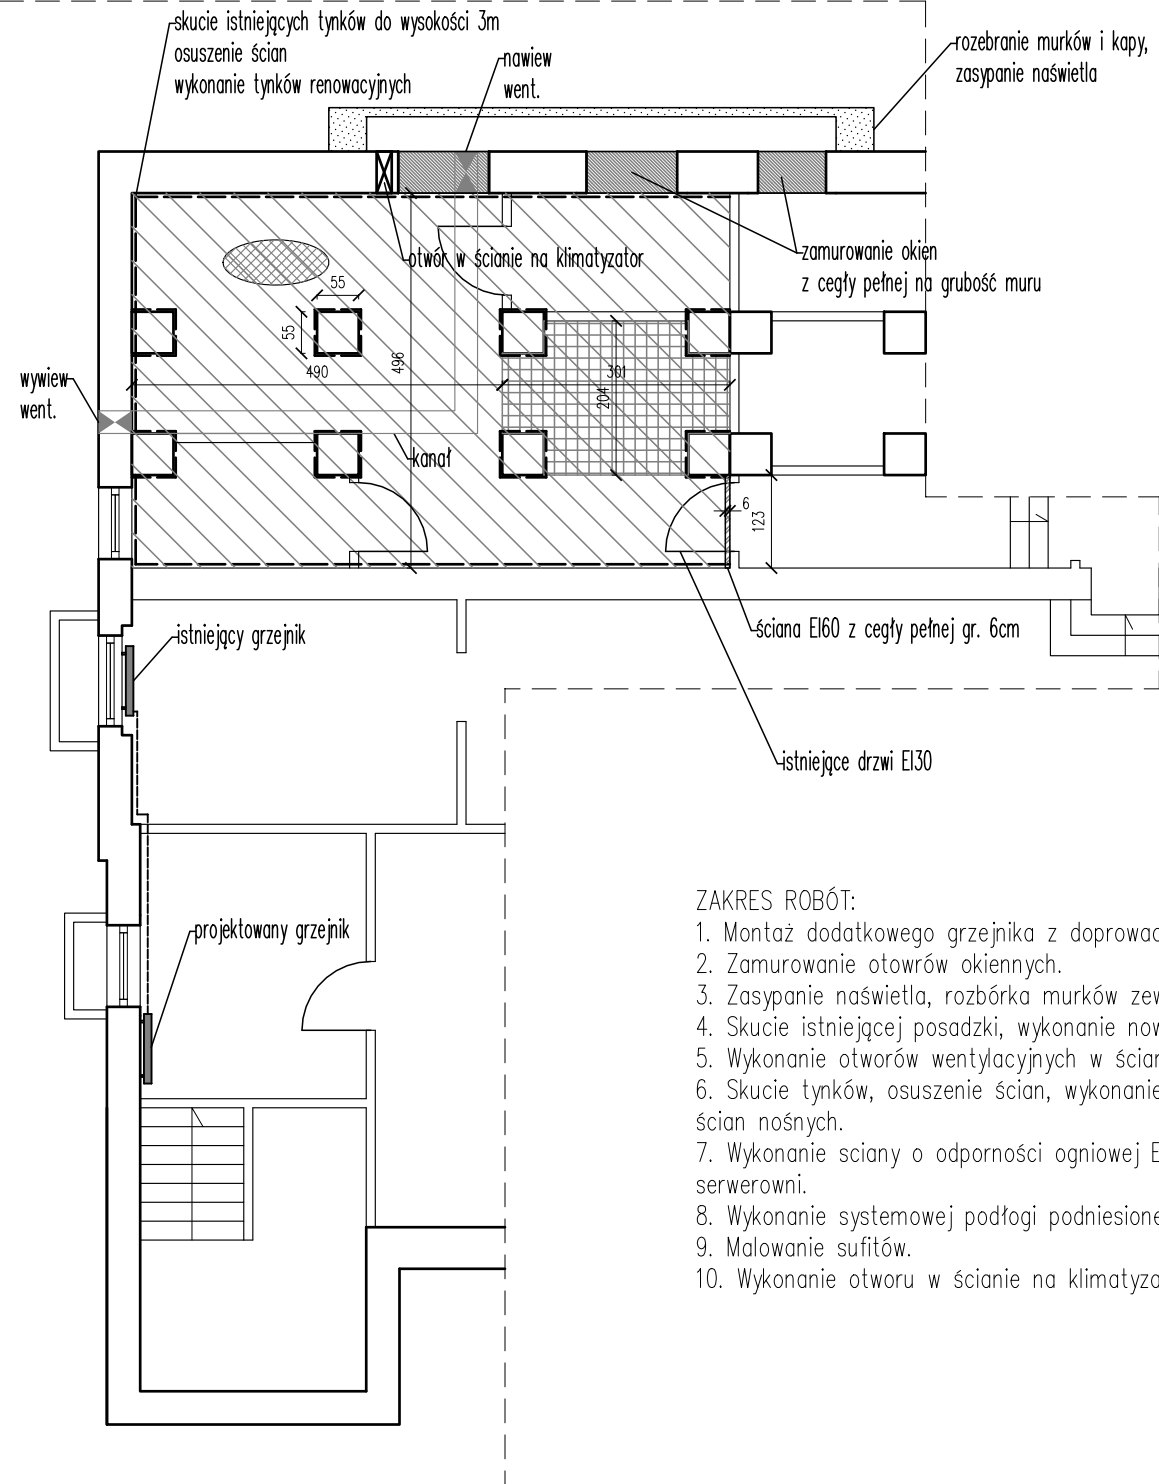 skucie istniejących tynków do wysokości 3m
osuszenie ścian
wykonanie tynków renowacyjnych
nawiew
went.
rozebranie murków i kapy,
zasypanie naświetla
otwór w ścianie na klimatyzator
zamurowanie okien
z cegły pełnej na grubość muru
55
55
496
490
301
204
wywiew
went.
kanał
6
123
istniejący grzejnik
ściana EI60 z cegły pełnej gr. 6cm
istniejące drzwi EI30
projektowany grzejnik
ZAKRES ROBÓT:
1. Montaż dodatkowego grzejnika z doprowad
2. Zamurowanie otowrów okiennych.
3. Zasypanie naświetla, rozbórka murków zew
4. Skucie istniejącej posadzki, wykonanie now
5. Wykonanie otworów wentylacyjnych w ścian
6. Skucie tynków, osuszenie ścian, wykonanie
ścian nośnych.
7. Wykonanie sciany o odporności ogniowej E
serwerowni.
8. Wykonanie systemowej podłogi podniesione
9. Malowanie sufitów.
10. Wykonanie otworu w ścianie na klimatyza